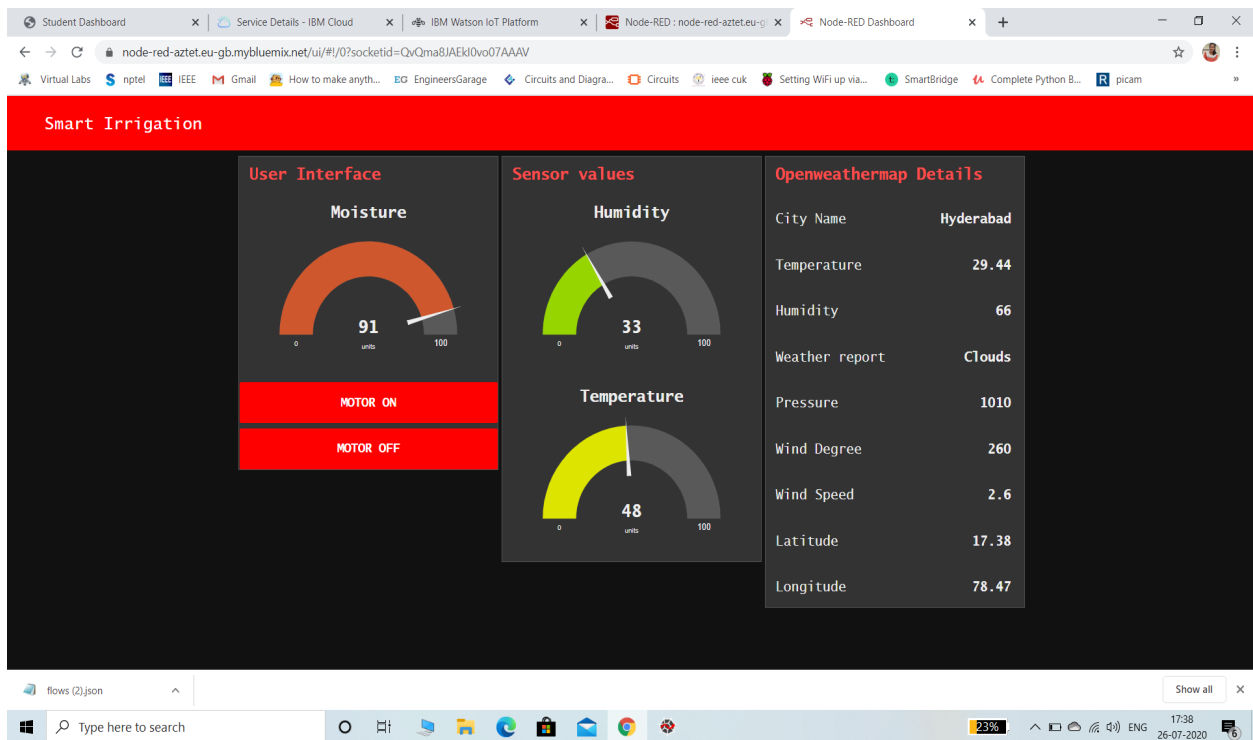 Student Dashboard
Service Details - IBM Cloud
IBM Watson IoT Platform
Node-RED : node-red-aztet.eu-g
Node-RED Dashboard
node-red-aztet.eu-gb.mybluemix.net/ui/#!/0?socketid=QvQma8JAEkI0vo07AAAV
Virtual Labs
nptel
IEEE
Gmail
How to make anyth...
EG EngineersGarage
Circuits and Diagra...
Circuits
ieee cuk
Setting WiFi up via...
SmartBridge
Complete Python B...
R picam
»
Smart Irrigation
User Interface
Moisture
91
units
0
100
MOTOR ON
MOTOR OFF
Sensor values
Humidity
33
units
0
100
Temperature
48
units
0
100
Openweathermap Details
City Name Hyderabad
Temperature 29.44
Humidity 66
Weather report Clouds
Pressure 1010
Wind Degree 260
Wind Speed 2.6
Latitude 17.38
Longitude 78.47
flows (2).json
Show all
Type here to search
23%
ENG
17:38
26-07-2020
6